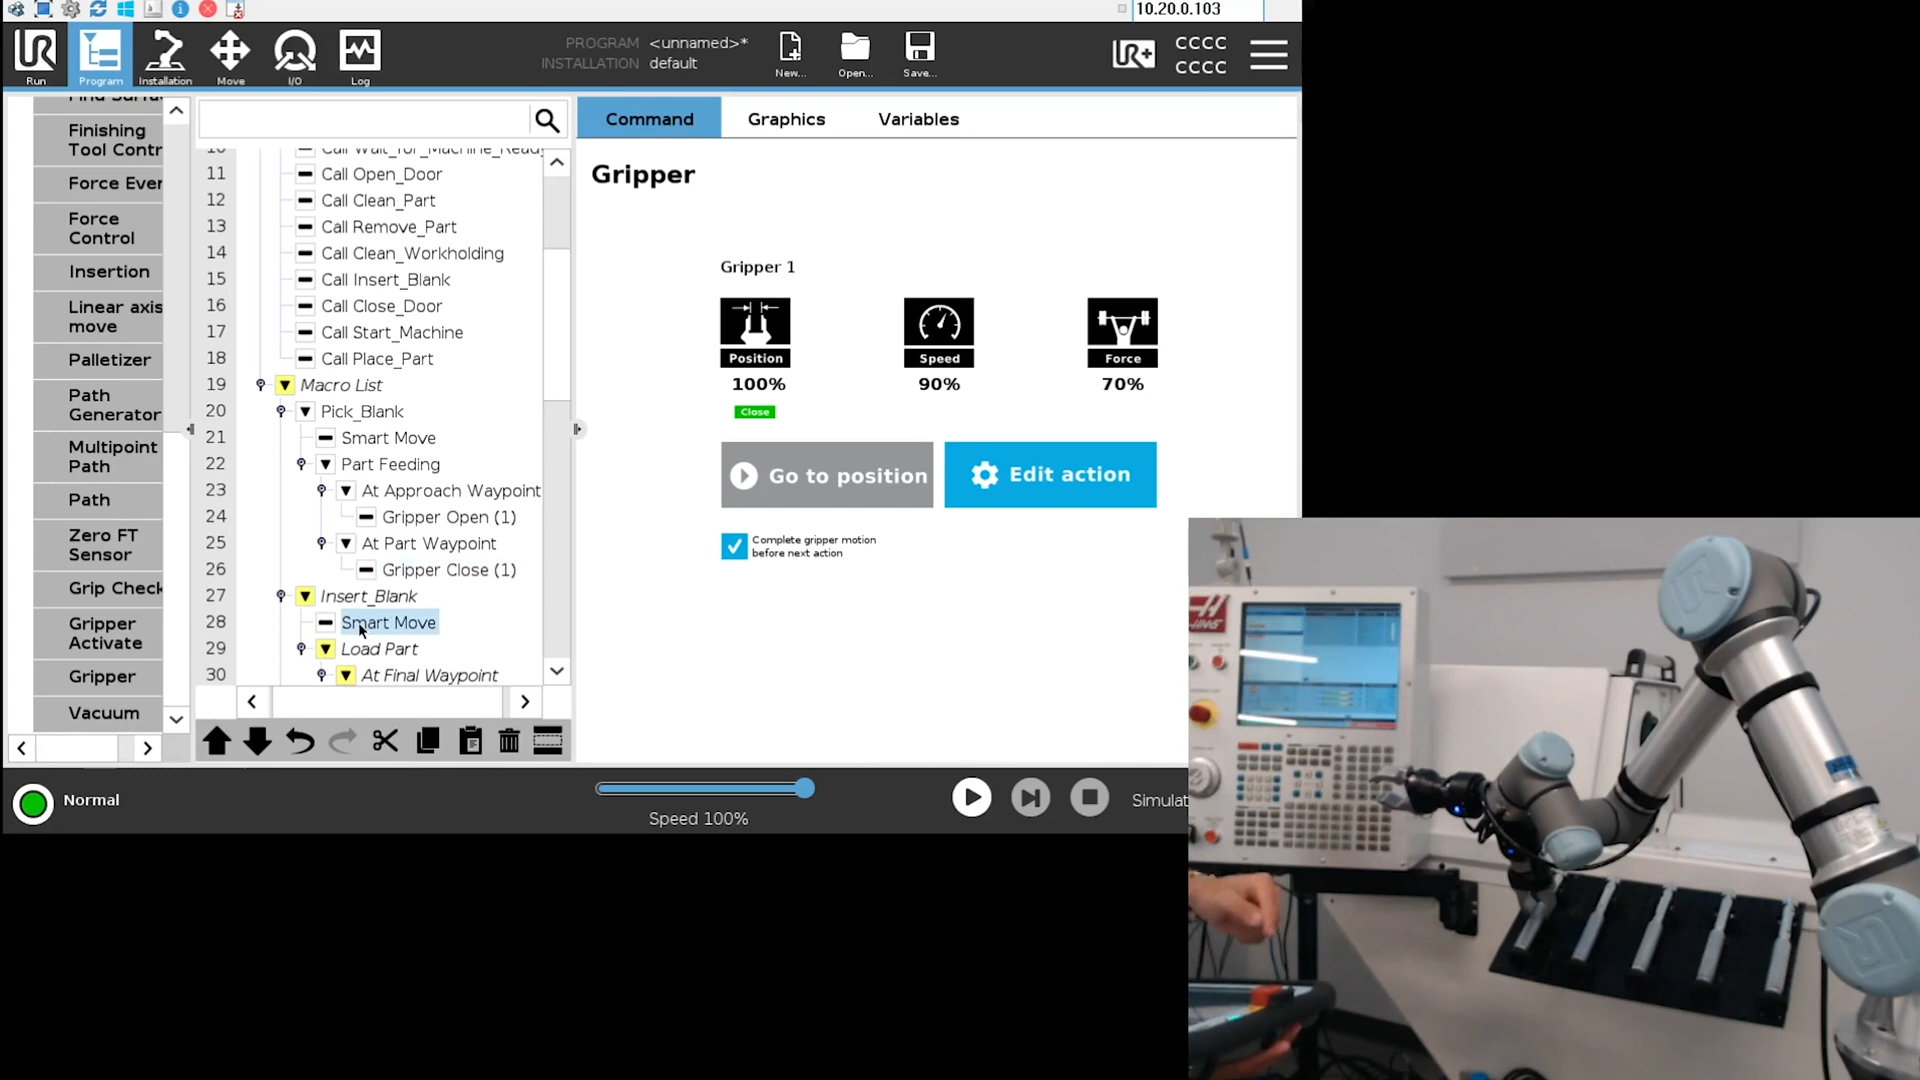 10.20.0.103
UR
Run
Program
Installation
Move
I/O
Log
PROGRAM <unnamed>*
INSTALLATION default
New...
Open...
Save...
UR+
CCCC
CCCC
Finishing
Tool Contr
Force Ever
Force
Control
Insertion
Linear axis
move
Palletizer
Path
Generator
Multipoint
Path
Path
Zero FT
Sensor
Grip Check
Gripper
Activate
Gripper
Vacuum
10 Call Wait_for_Machine_Ready
11 Call Open_Door
12 Call Clean_Part
13 Call Remove_Part
14 Call Clean_Workholding
15 Call Insert_Blank
16 Call Close_Door
17 Call Start_Machine
18 Call Place_Part
19 Macro List
20 Pick_Blank
21 Smart Move
22 Part Feeding
23 At Approach Waypoint
24 Gripper Open (1)
25 At Part Waypoint
26 Gripper Close (1)
27 Insert_Blank
28 Smart Move
29 Load Part
30 At Final Waypoint
Command
Graphics
Variables
Gripper
Gripper 1
Position
Speed
Force
100%
90%
70%
Close
Go to position
Edit action
Complete gripper motion
before next action
Normal
Speed 100%
Simulat